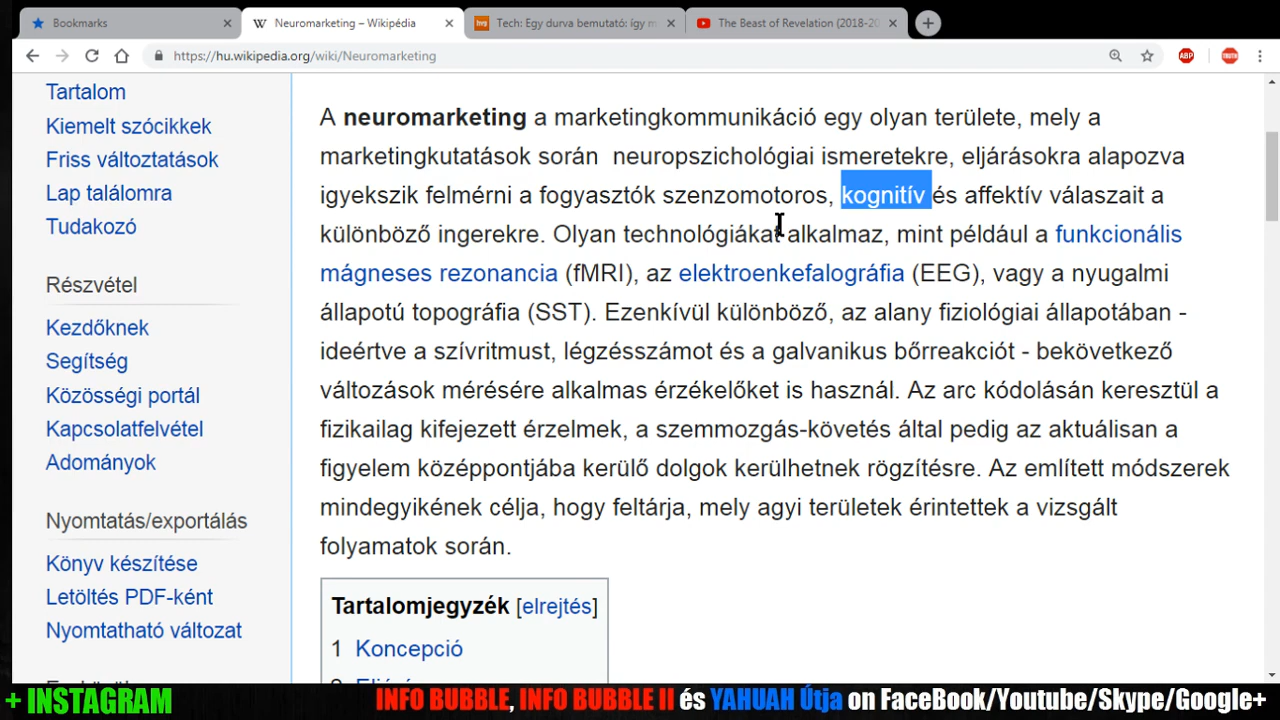 Bookmarks
Neuromarketing – Wikipédia
Tech: Egy durva bemutató: így m
The Beast of Revelation (2018-20
https://hu.wikipedia.org/wiki/Neuromarketing
ABP
TRUTH
Tartalom
Kiemelt szócikkek
Friss változtatások
Lap találomra
Tudakozó
Részvétel
Kezdőknek
Segítség
Közösségi portál
Kapcsolatfelvétel
Adományok
Nyomtatás/exportálás
Könyv készítése
Letöltés PDF-ként
Nyomtatható változat
A neuromarketing a marketingkommunikáció egy olyan területe, mely a
marketingkutatások során neuropszichológiai ismeretekre, eljárásokra alapozva
igyekszik felmérni a fogyasztók szenzomotoros, kognitív és affektív válaszait a
különböző ingerekre. Olyan technológiákat alkalmaz, mint például a funkcionális
mágneses rezonancia (fMRI), az elektroenkefalográfia (EEG), vagy a nyugalmi
állapotú topográfia (SST). Ezenkívül különböző, az alany fiziológiai állapotában -
ideértve a szívritmust, légzésszámot és a galvanikus bőrreakciót - bekövetkező
változások mérésére alkalmas érzékelőket is használ. Az arc kódolásán keresztül a
fizikailag kifejezett érzelmek, a szemmozgás-követés által pedig az aktuálisan a
figyelem középpontjába kerülő dolgok kerülhetnek rögzítésre. Az említett módszerek
mindegyikének célja, hogy feltárja, mely agyi területek érintettek a vizsgált
folyamatok során.
Tartalomjegyzék [elrejtés]
1 Koncepció
+ INSTAGRAM
INFO BUBBLE, INFO BUBBLE II és YAHUAH Útja on FaceBook/Youtube/Skype/Google+